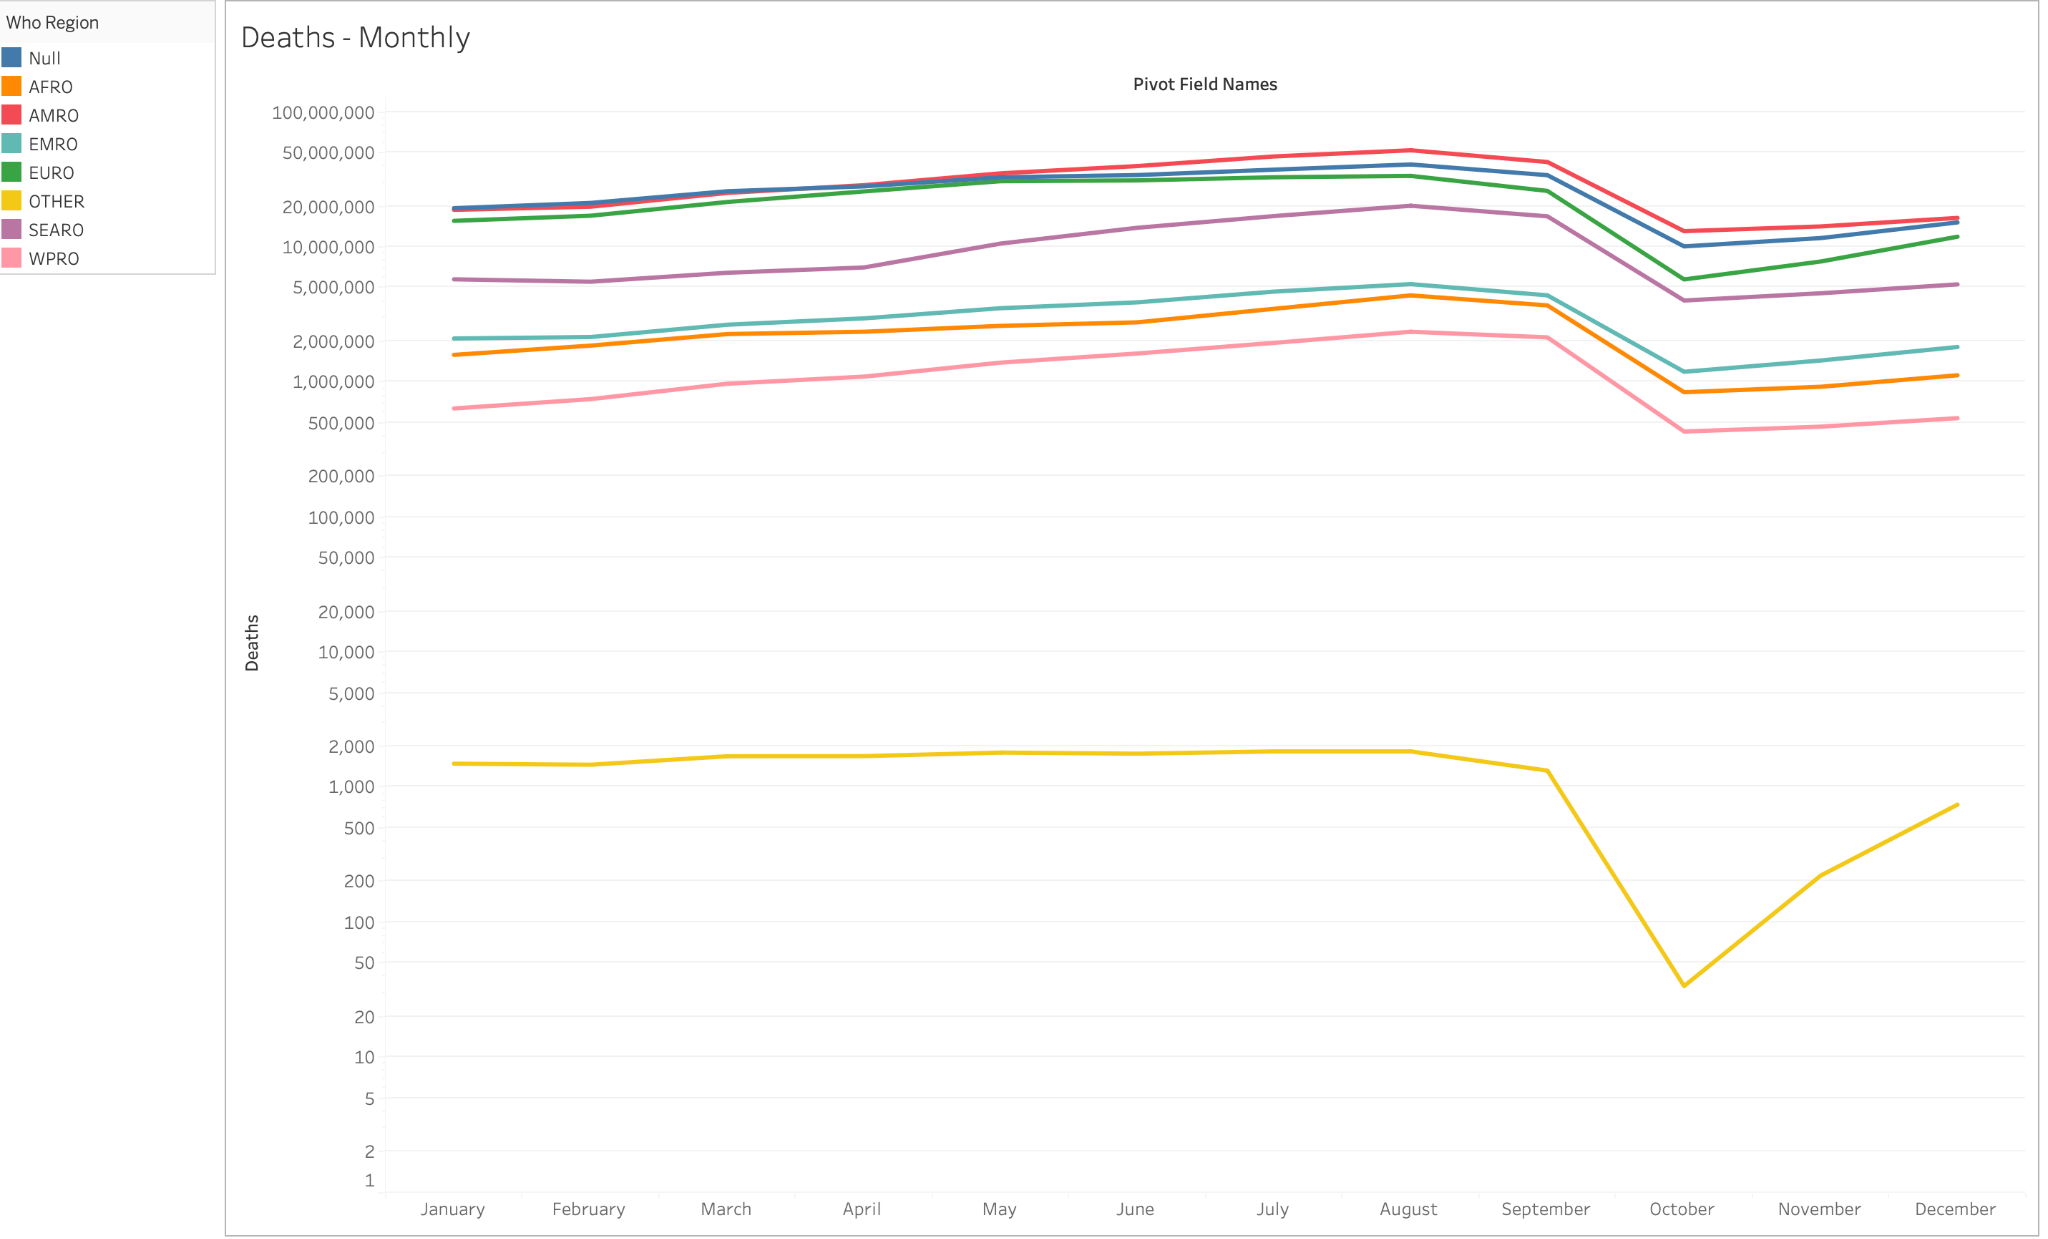 Who Region
Null
AFRO
AMRO
EMRO
EURO
OTHER
SEARO
WPRO
Deaths - Monthly
Pivot Field Names
100,000,000
50,000,000
20,000,000
10,000,000
5,000,000
2,000,000
1,000,000
500,000
200,000
100,000
50,000
20,000
10,000
5,000
2,000
1,000
500
200
100
50
20
10
5
2
1
Deaths
January February March April May June July August September October November December